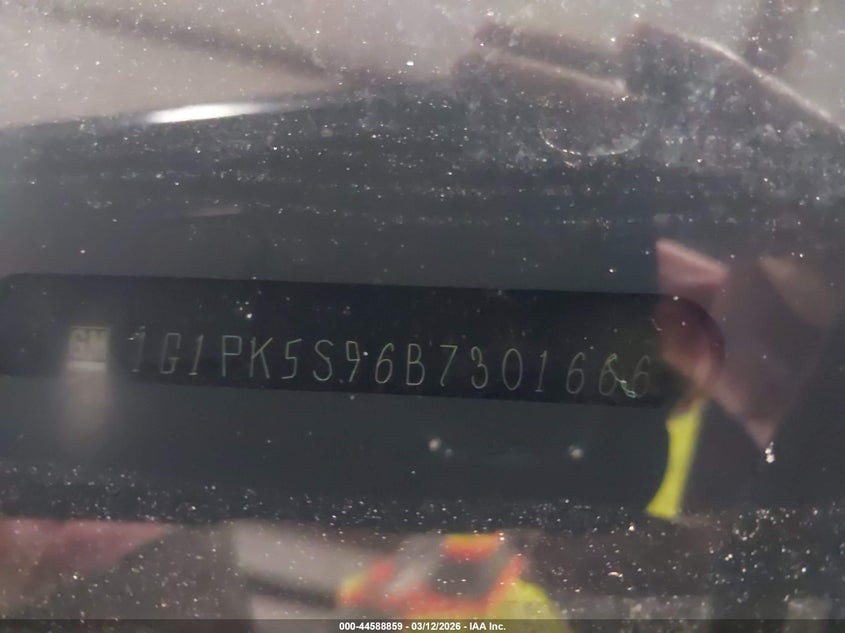 GM 1G1PK5S96B7301666
000-44588859 - 03/12/2026 - IAA Inc.